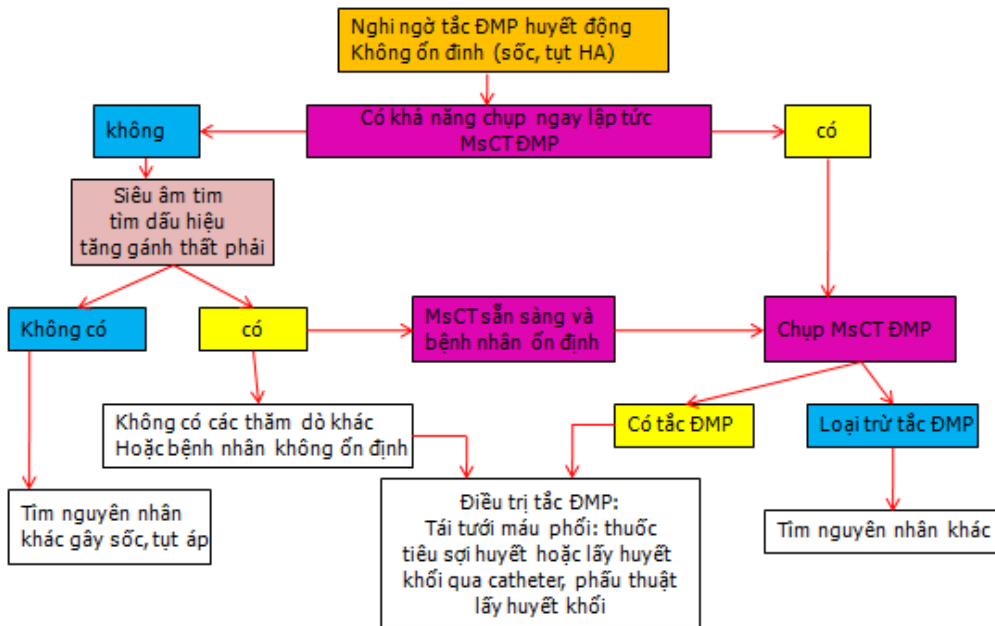 Nghi ngờ tắc ĐMP huyết động
Không ổn đinh (sốc, tụt HA)
không
Có khả năng chụp ngay lập tức
MsCT ĐMP
có
Siêu âm tim
tìm dấu hiệu
tăng gánh thất phải
Không có
có
MsCT sẵn sàng và
bệnh nhân ổn định
Chụp MsCT ĐMP
Không có các thăm dò khác
Hoặc bệnh nhân không ổn định
Có tắc ĐMP
Loại trừ tắc ĐMP
Tìm nguyên nhân
khác gây sốc, tụt áp
Điều trị tắc ĐMP:
Tái tưới máu phổi: thuốc
tiêu sợi huyết hoặc lấy huyết
khối qua catheter, phấu thuật
lấy huyết khối
Tìm nguyên nhân khác